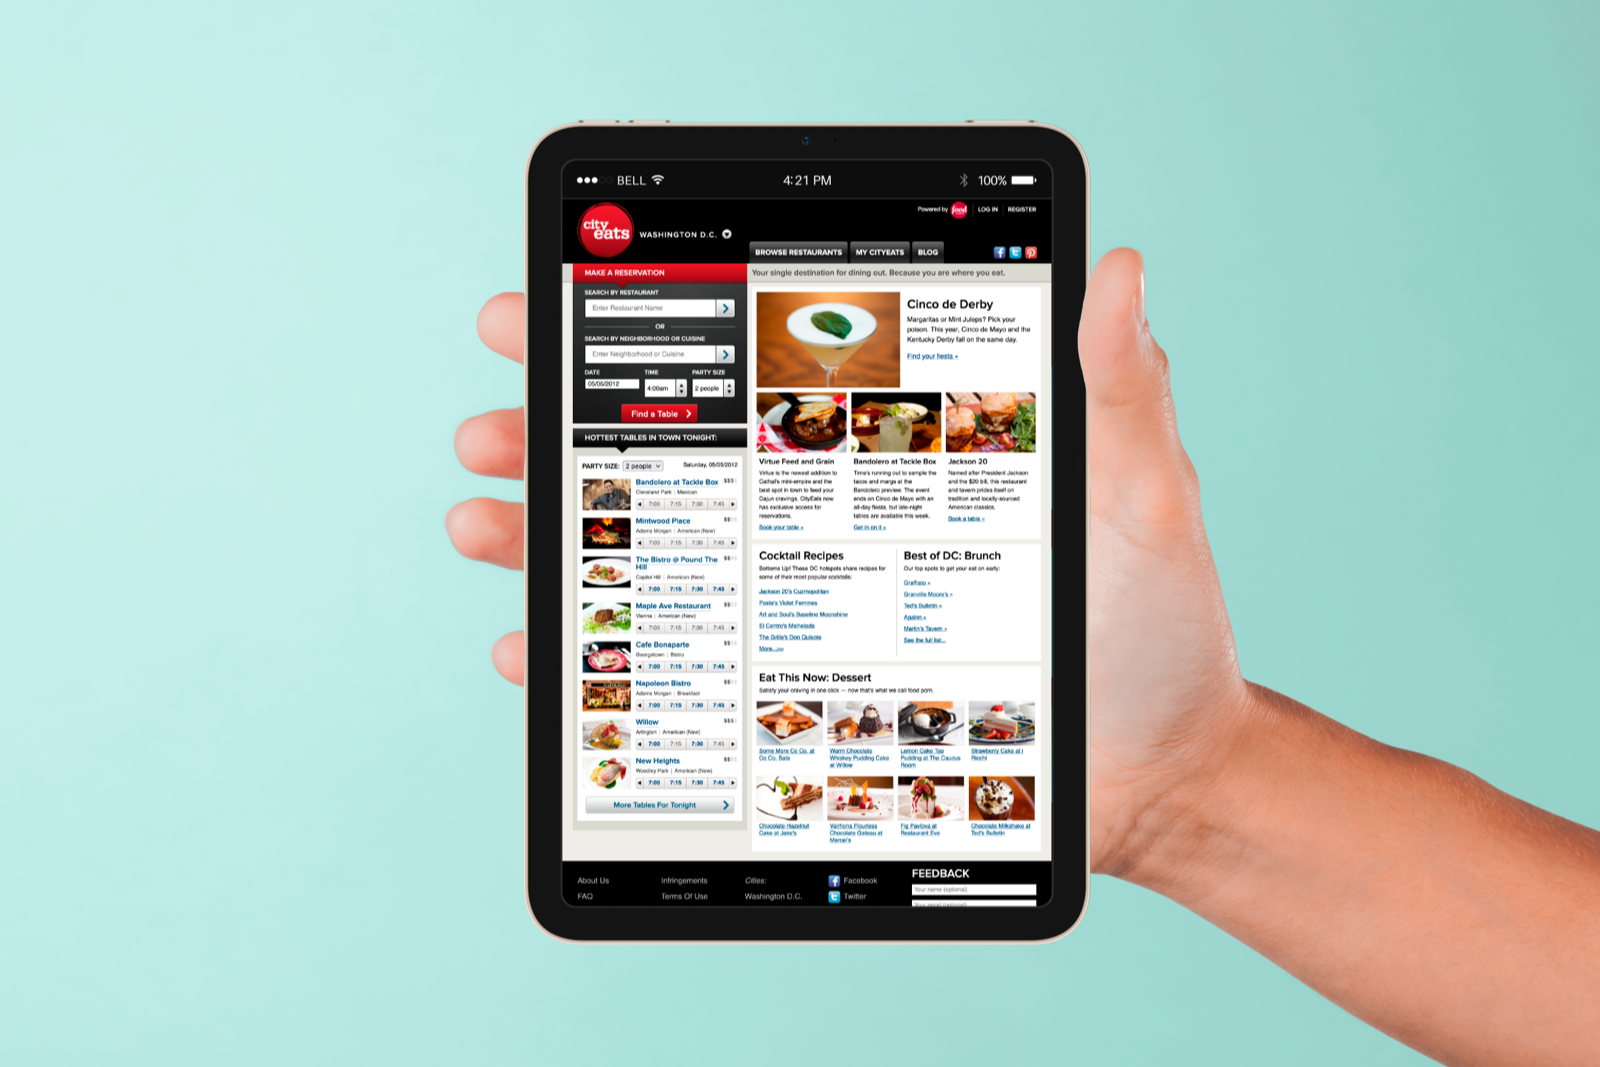 BELL
4:21 PM
100%
city
eats
WASHINGTON D.C.
Powered by food
LOG IN
REGISTER
BROWSE RESTAURANTS
MY CITYEATS
BLOG
MAKE A RESERVATION
Your single destination for dining out. Because you are where you eat.
SEARCH BY RESTAURANT
Enter Restaurant Name
OR
SEARCH BY NEIGHBORHOOD OR CUISINE
Enter Neighborhood or Cuisine
DATE
TIME
PARTY SIZE
05/05/2012
4:00am
2 people
Find a Table
HOTTEST TABLES IN TOWN TONIGHT:
PARTY SIZE: 2 people
Saturday, 05/05/2012
Bandolero at Tackle Box $$$
Cleveland Park | Mexican
7:00 7:15 7:30 7:45
Mintwood Place $$
Adams Morgan | American (New)
7:00 7:15 7:30 7:45
The Bistro @ Pound The $$
Hill
Capitol Hill | American (New)
7:00 7:15 7:30 7:45
Maple Ave Restaurant $$
Vienna | American (New)
7:00 7:15 7:30 7:45
Cafe Bonaparte $$
Georgetown | Bistro
7:00 7:15 7:30 7:45
Napoleon Bistro $$
Adams Morgan | Breakfast
7:00 7:15 7:30 7:45
Willow $$$
Arlington | American (New)
7:00 7:15 7:30 7:45
New Heights $$
Woodley Park | American (New)
7:00 7:15 7:30 7:45
More Tables For Tonight
Cinco de Derby
Margaritas or Mint Juleps? Pick your
poison. This year, Cinco de Mayo and the
Kentucky Derby fall on the same day.
Find your fiesta »
Virtue Feed and Grain
Virtue is the newest addition to
Cathal's mini-empire and the
best spot in town to feed your
Cajun cravings. CityEats now
has exclusive access for
reservations.
Book your table »
Bandolero at Tackle Box
Time's running out to sample the
tacos and margs at the
Bandolero preview. The event
ends on Cinco de Mayo with an
all-day fiesta, but late-night
tables are available this week.
Get in on it »
Jackson 20
Named after President Jackson
and the $20 bill, this restaurant
and tavern prides itself on
tradition and locally-sourced
American classics.
Book a table »
Cocktail Recipes
Bottoms Up! These DC hotspots share recipes for
some of their most popular cocktails:
Jackson 20's Cuzmopolitan
Poste's Violet Femmes
Art and Soul's Baseline Moonshine
El Centro's Michelada
The Grille's Don Quixote
More...>>
Best of DC: Brunch
Our top spots to get your eat on early:
Graffiato »
Granville Moore's »
Ted's Bulletin »
Againn »
Martin's Tavern »
See the full list...
Eat This Now: Dessert
Satisfy your craving in one click — now that's what we call food porn.
Some More Co Co. at
Co Co. Sala
Warm Chocolate
Whiskey Pudding Cake
at Willow
Lemon Cake Top
Pudding at The Caucus
Room
Strawberry Cake at I
Ricchi
Chocolate Hazelnut
Cake at Jake's
Valrhona Flourless
Chocolate Gateau at
Mercer's
Fig Pavlova at
Restaurant Eve
Chocolate Milkshake at
Ted's Bulletin
About Us
FAQ
Infringements
Terms Of Use
Cities:
Washington D.C.
Facebook
Twitter
FEEDBACK
Your name (optional)
Your email (optional)